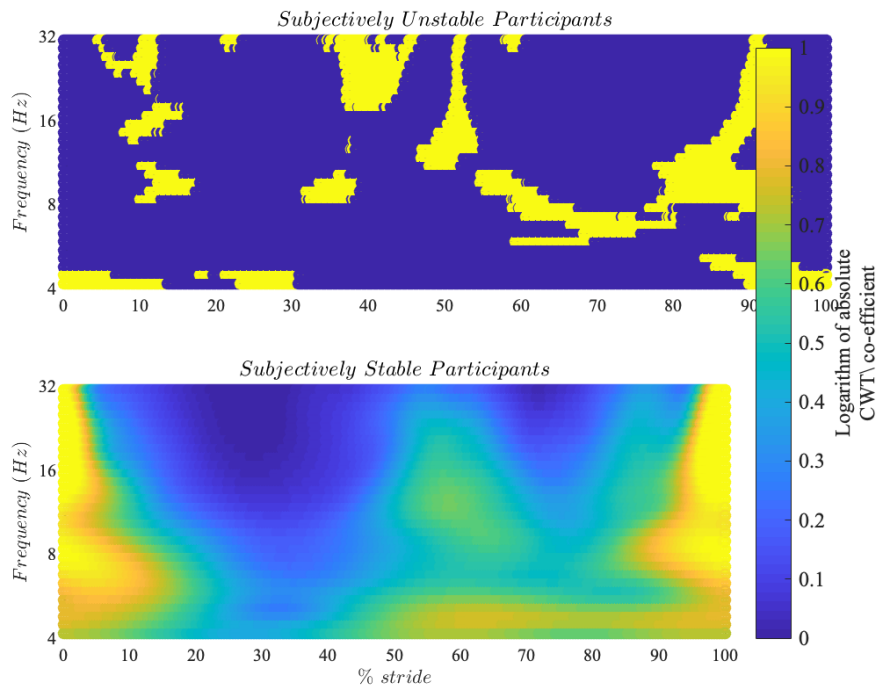 Subjectively Unstable Participants
32
16
8
4
Frequency (Hz)
0 10 20 30 40 50 60 70 80 90 100
Subjectively Stable Participants
32
16
8
4
Frequency (Hz)
0 10 20 30 40 50 60 70 80 90 100
% stride
1
0.9
0.8
0.7
0.6
0.5
0.4
0.3
0.2
0.1
0
Logarithm of absolute
CWT\ co-efficient